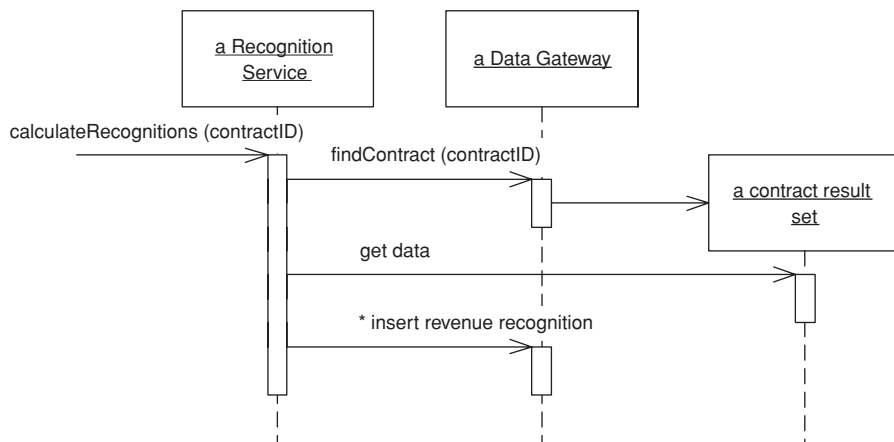 a Recognition
Service
a Data Gateway
calculateRecognitions (contractID)
findContract (contractID)
a contract result
set
get data
* insert revenue recognition